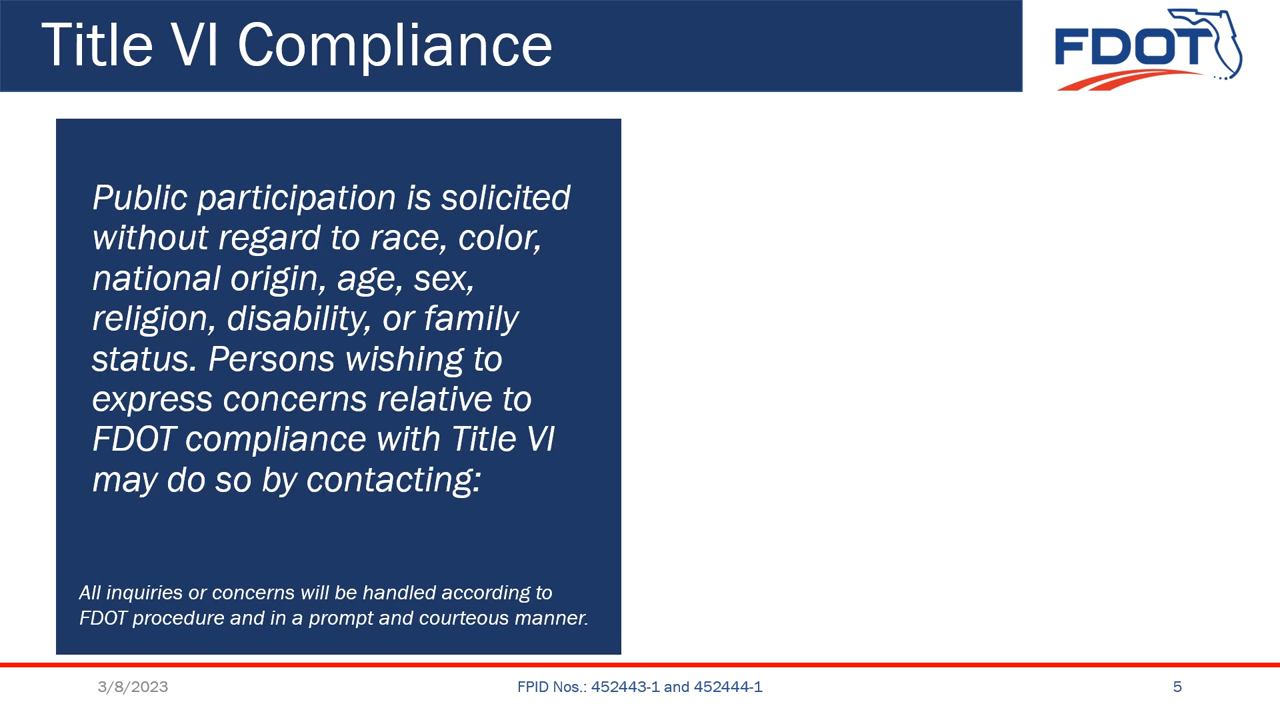 Title VI Compliance
FDOT
Public participation is solicited
without regard to race, color,
national origin, age, sex,
religion, disability, or family
status. Persons wishing to
express concerns relative to
FDOT compliance with Title VI
may do so by contacting:
All inquiries or concerns will be handled according to
FDOT procedure and in a prompt and courteous manner.
3/8/2023
FPID Nos.: 452443-1 and 452444-1
5